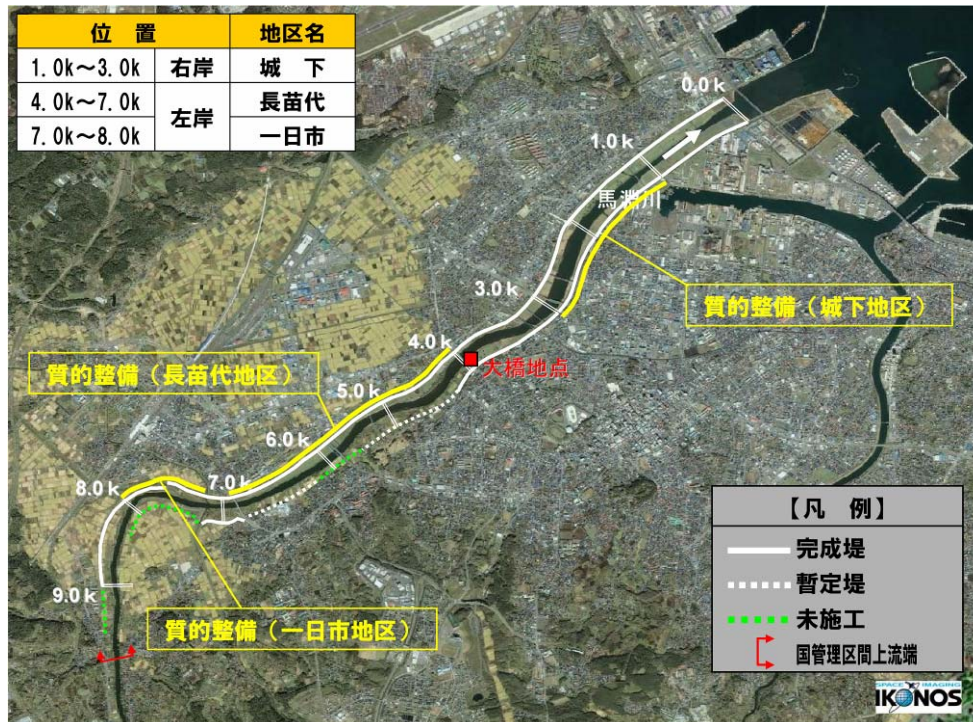 位　置　地区名
1.0k～3.0k　右岸　城　下
4.0k～7.0k　左岸　長苗代
7.0k～8.0k　一日市
0.0k
1.0k
馬淵川
3.0k
質的整備（城下地区）
4.0k
大橋地点
質的整備（長苗代地区）
5.0k
6.0k
7.0k
8.0k
9.0k
質的整備（一日市地区）
【凡　例】
完成堤
暫定堤
未施工
国管理区間上流端
SPACE IMAGING
IKONOS